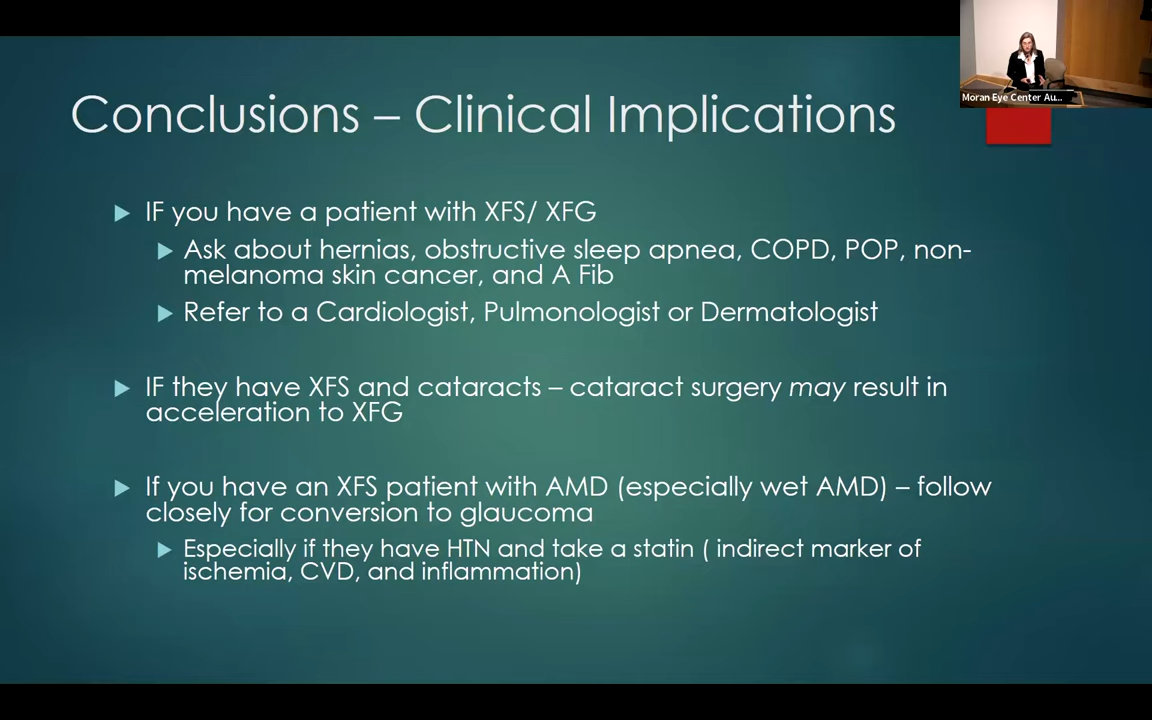 Moran Eye Center Au...
Conclusions – Clinical Implications
IF you have a patient with XFS/ XFG
Ask about hernias, obstructive sleep apnea, COPD, POP, non-
melanoma skin cancer, and A Fib
Refer to a Cardiologist, Pulmonologist or Dermatologist
IF they have XFS and cataracts – cataract surgery may result in
acceleration to XFG
If you have an XFS patient with AMD (especially wet AMD) – follow
closely for conversion to glaucoma
Especially if they have HTN and take a statin ( indirect marker of
ischemia, CVD, and inflammation)